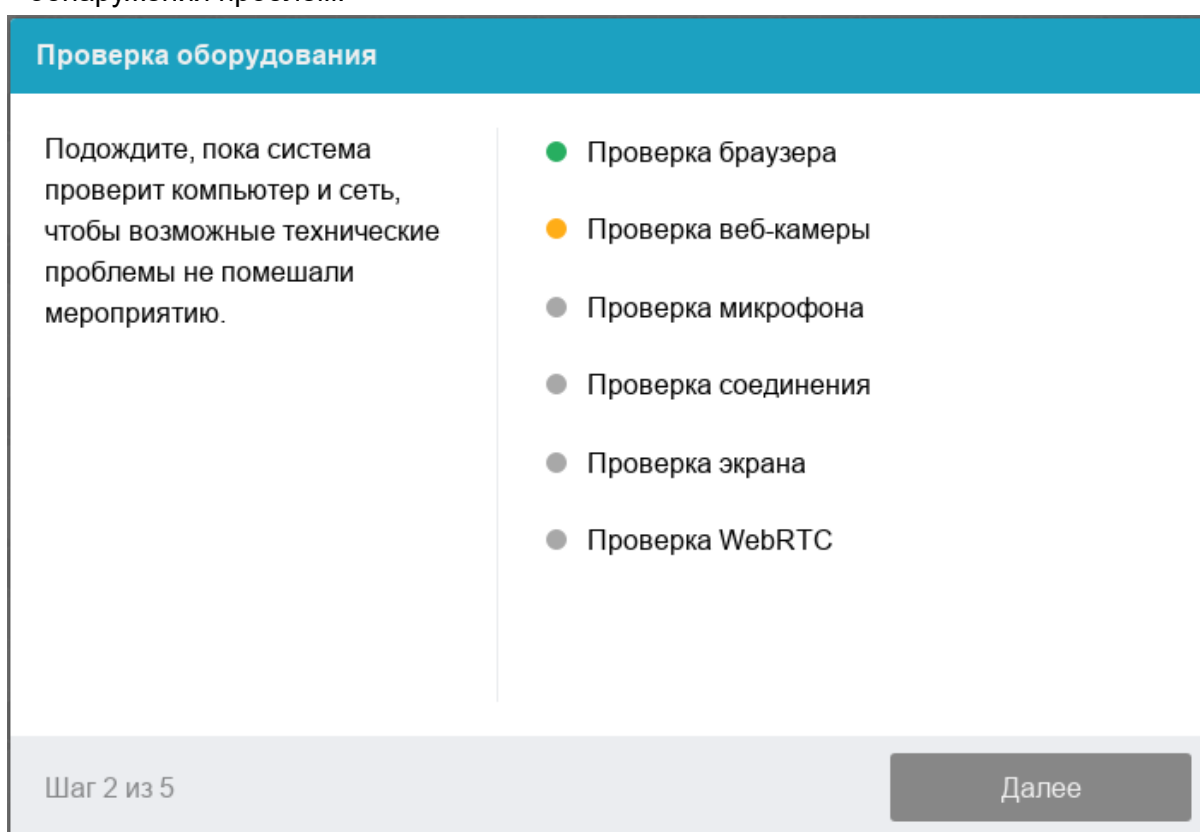 Проверка оборудования
Подождите, пока система
проверит компьютер и сеть,
чтобы возможные технические
проблемы не помешали
мероприятию.
Проверка браузера
Проверка веб-камеры
Проверка микрофона
Проверка соединения
Проверка экрана
Проверка WebRTC
Шаг 2 из 5
Далее